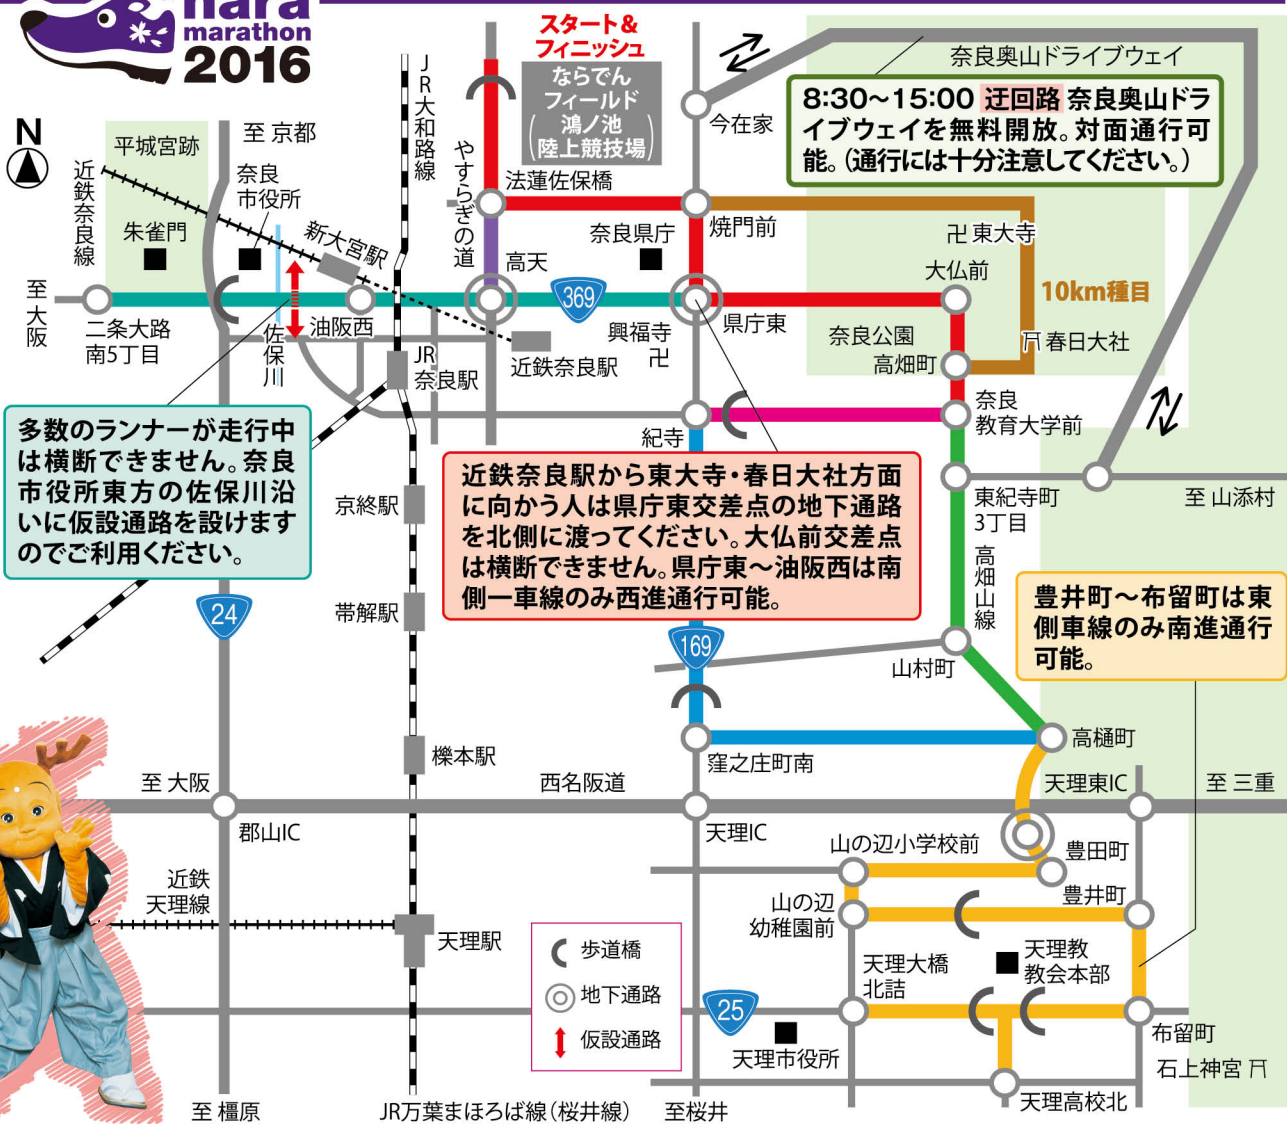 nara
marathon
2016
スタート&
フィニッシュ
ならでん
フィールド
鴻ノ池
陸上競技場
N
平城宮跡
至 京都
JR大和路線
近鉄奈良線
奈良
市役所
朱雀門
新大宮駅
やすらぎの道
法蓮佐保橋
今在家
奈良奥山ドライブウェイ
8:30〜15:00 迂回路 奈良奥山ドラ
イブウェイを無料開放。対面通行可
能。(通行には十分注意してください。)
奈良県庁
焼門前
卍 東大寺
大仏前
10km種目
至大阪
二条大路
南5丁目
佐保川
油阪西
高天
369
興福寺
卍
県庁東
奈良公園
高畑町
春日大社
JR
奈良駅
近鉄奈良駅
紀寺
奈良
教育大学前
多数のランナーが走行中
は横断できません。奈良
市役所東方の佐保川沿
いに仮設通路を設けます
のでご利用ください。
近鉄奈良駅から東大寺・春日大社方面
に向かう人は県庁東交差点の地下通路
を北側に渡ってください。大仏前交差点
は横断できません。県庁東〜油阪西は南
側一車線のみ西進通行可能。
京終駅
東紀寺町
3丁目
至 山添村
高畑山線
24
帯解駅
169
山村町
豊井町〜布留町は東
側車線のみ南進通行
可能。
櫟本駅
窪之庄町南
高樋町
至 大阪
西名阪道
天理東IC
至 三重
郡山IC
天理IC
山の辺小学校前
豊田町
近鉄
天理線
山の辺
幼稚園前
豊井町
天理駅
歩道橋
地下通路
仮設通路
天理大橋
北詰
天理教
教会本部
25
天理市役所
布留町
石上神宮
天理高校北
至 橿原
JR万葉まほろば線(桜井線)
至桜井